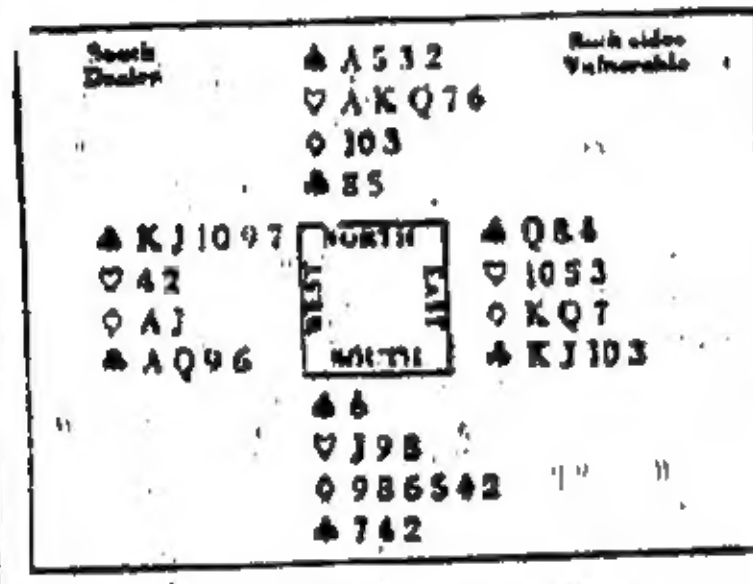 South
Dealer
Both sides
Vulnerable
♠ A 5 3 2
♡ A K Q 7 6
♢ 10 3
♣ 8 5
♠ K J 10 9 7
♡ 4 2
♢ A J
♣ A Q 9 6
NORTH
WEST
EAST
SOUTH
♠ Q 8 4
♡ 10 5 3
♢ K Q 7
♣ K J 10 3
♠ 6
♡ J 9 8
♢ 9 8 6 5 4 2
♣ 7 4 2